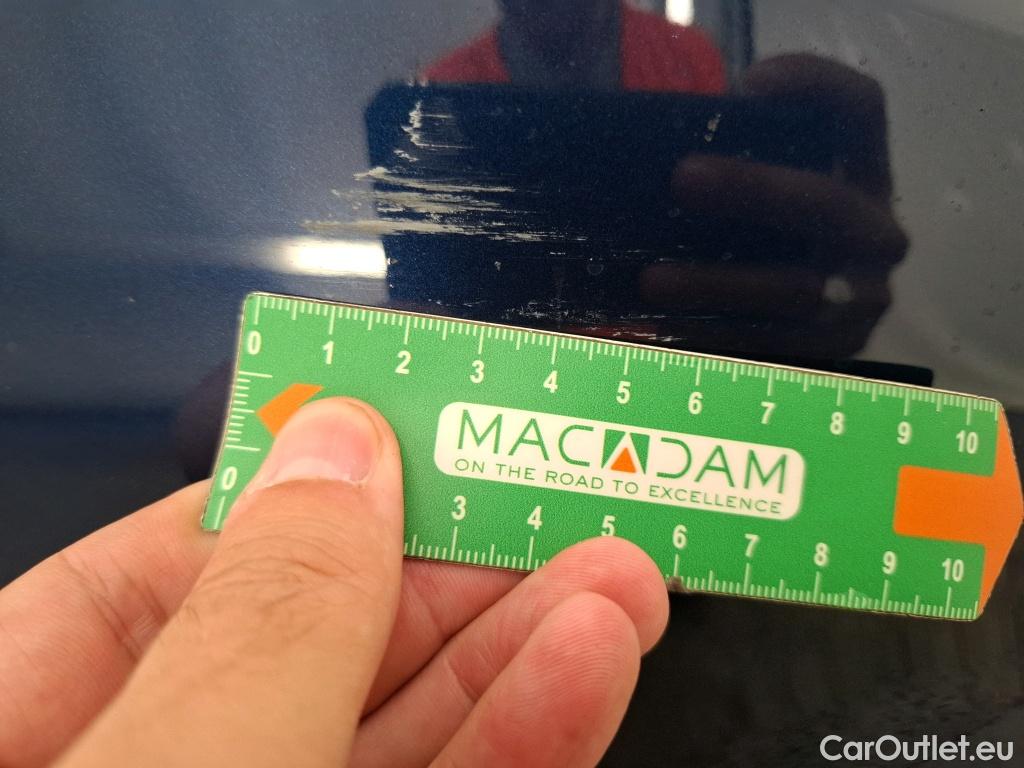 0 1 2 3 4 5 6 7 8 9 10
MACADAM
ON THE ROAD TO EXCELLENCE
0 3 4 5 6 7 8 9 10
CarOutlet.eu